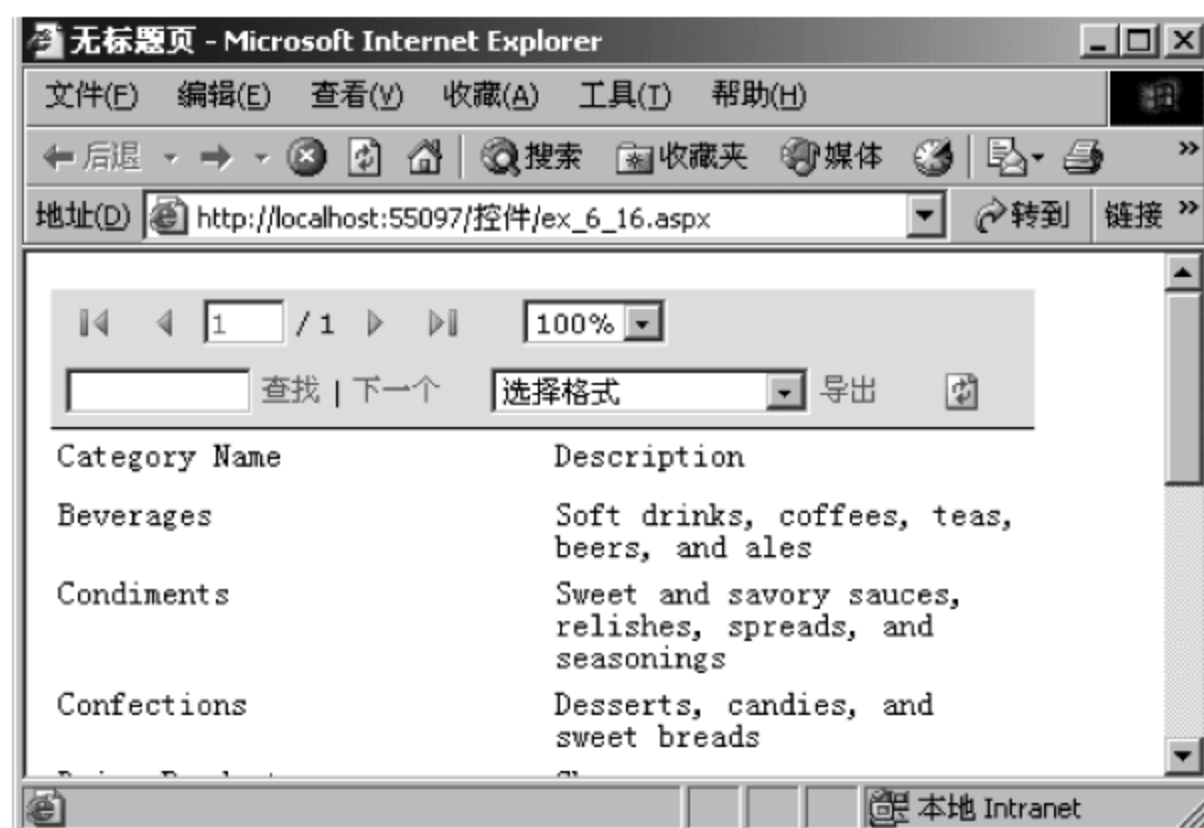 无标题页 - Microsoft Internet Explorer
文件(F) 编辑(E) 查看(V) 收藏(A) 工具(T) 帮助(H)
后退 搜索 收藏夹 媒体 »
地址(D) http://localhost:55097/控件/ex_6_16.aspx 转到 链接 »
1 / 1 100%
查找 | 下一个 选择格式 导出
Category Name Description
Beverages Soft drinks, coffees, teas,
beers, and ales
Condiments Sweet and savory sauces,
relishes, spreads, and
seasonings
Confections Desserts, candies, and
sweet breads
本地 Intranet